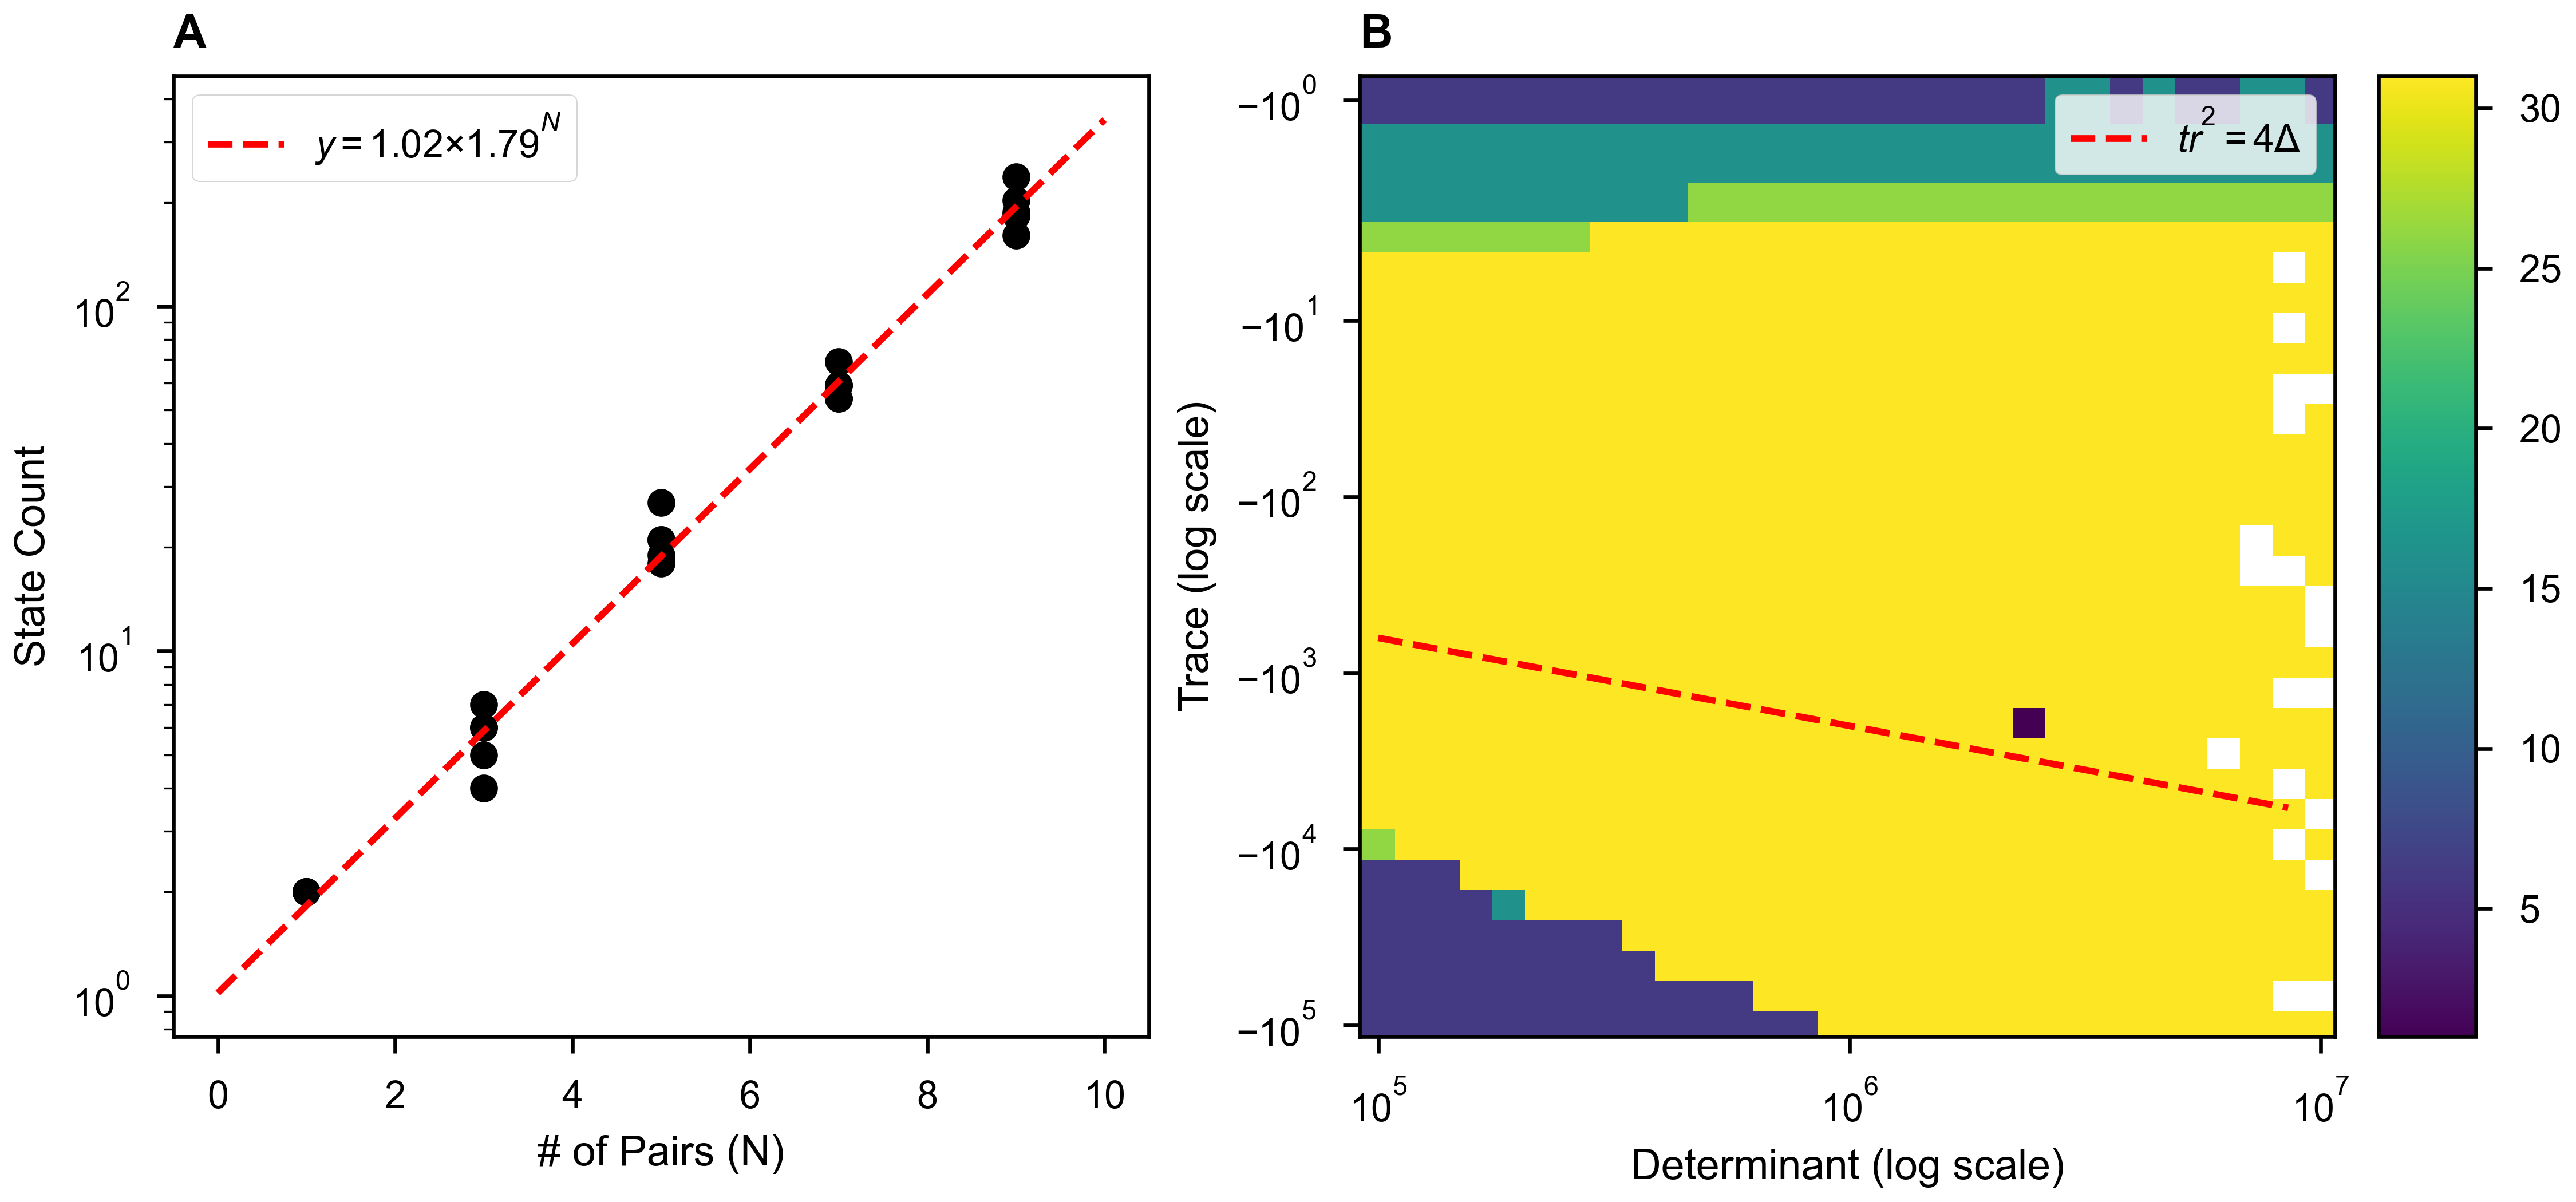 A
y = 1.02×1.79^N
10^2
10^1
10^0
State Count
0 2 4 6 8 10
# of Pairs (N)
B
tr^2 = 4Δ
−10^0
−10^1
−10^2
−10^3
−10^4
−10^5
Trace (log scale)
10^5 10^6 10^7
Determinant (log scale)
30
25
20
15
10
5